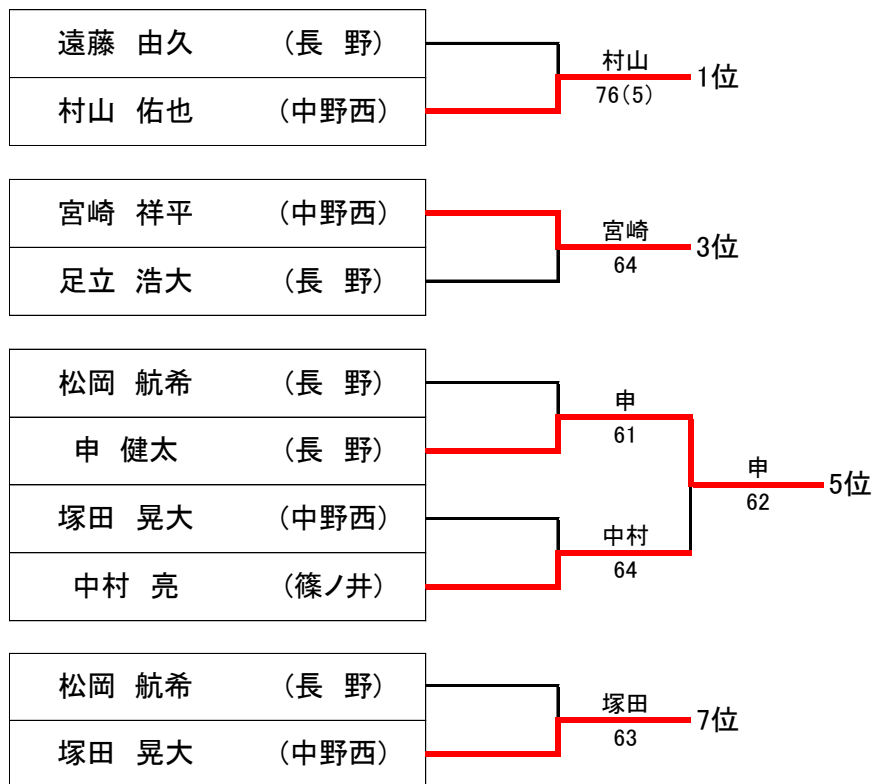 遠藤 由久 (長 野)
村山 佑也 (中野西)
村山
76(5)
1位
宮崎 祥平 (中野西)
足立 浩大 (長 野)
宮崎
64
3位
松岡 航希 (長 野)
申 健太 (長 野)
塚田 晃大 (中野西)
中村 亮 (篠ノ井)
申
61
中村
64
申
62
5位
松岡 航希 (長 野)
塚田 晃大 (中野西)
塚田
63
7位